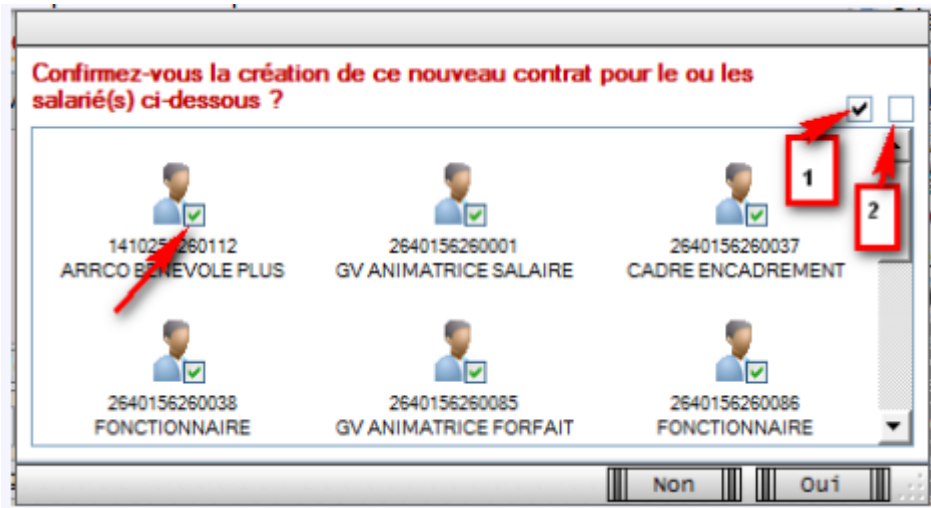 Confirmez-vous la création de ce nouveau contrat pour le ou les
salarié(s) ci-dessous ?
1
2
2640156260001
2640156260037
ARRCO BENEVOLE PLUS
GV ANIMATRICE SALAIRE
CADRE ENCADREMENT
2640156260038
2640156260085
2640156260086
FONCTIONNAIRE
GV ANIMATRICE FORFAIT
FONCTIONNAIRE
Non
Oui